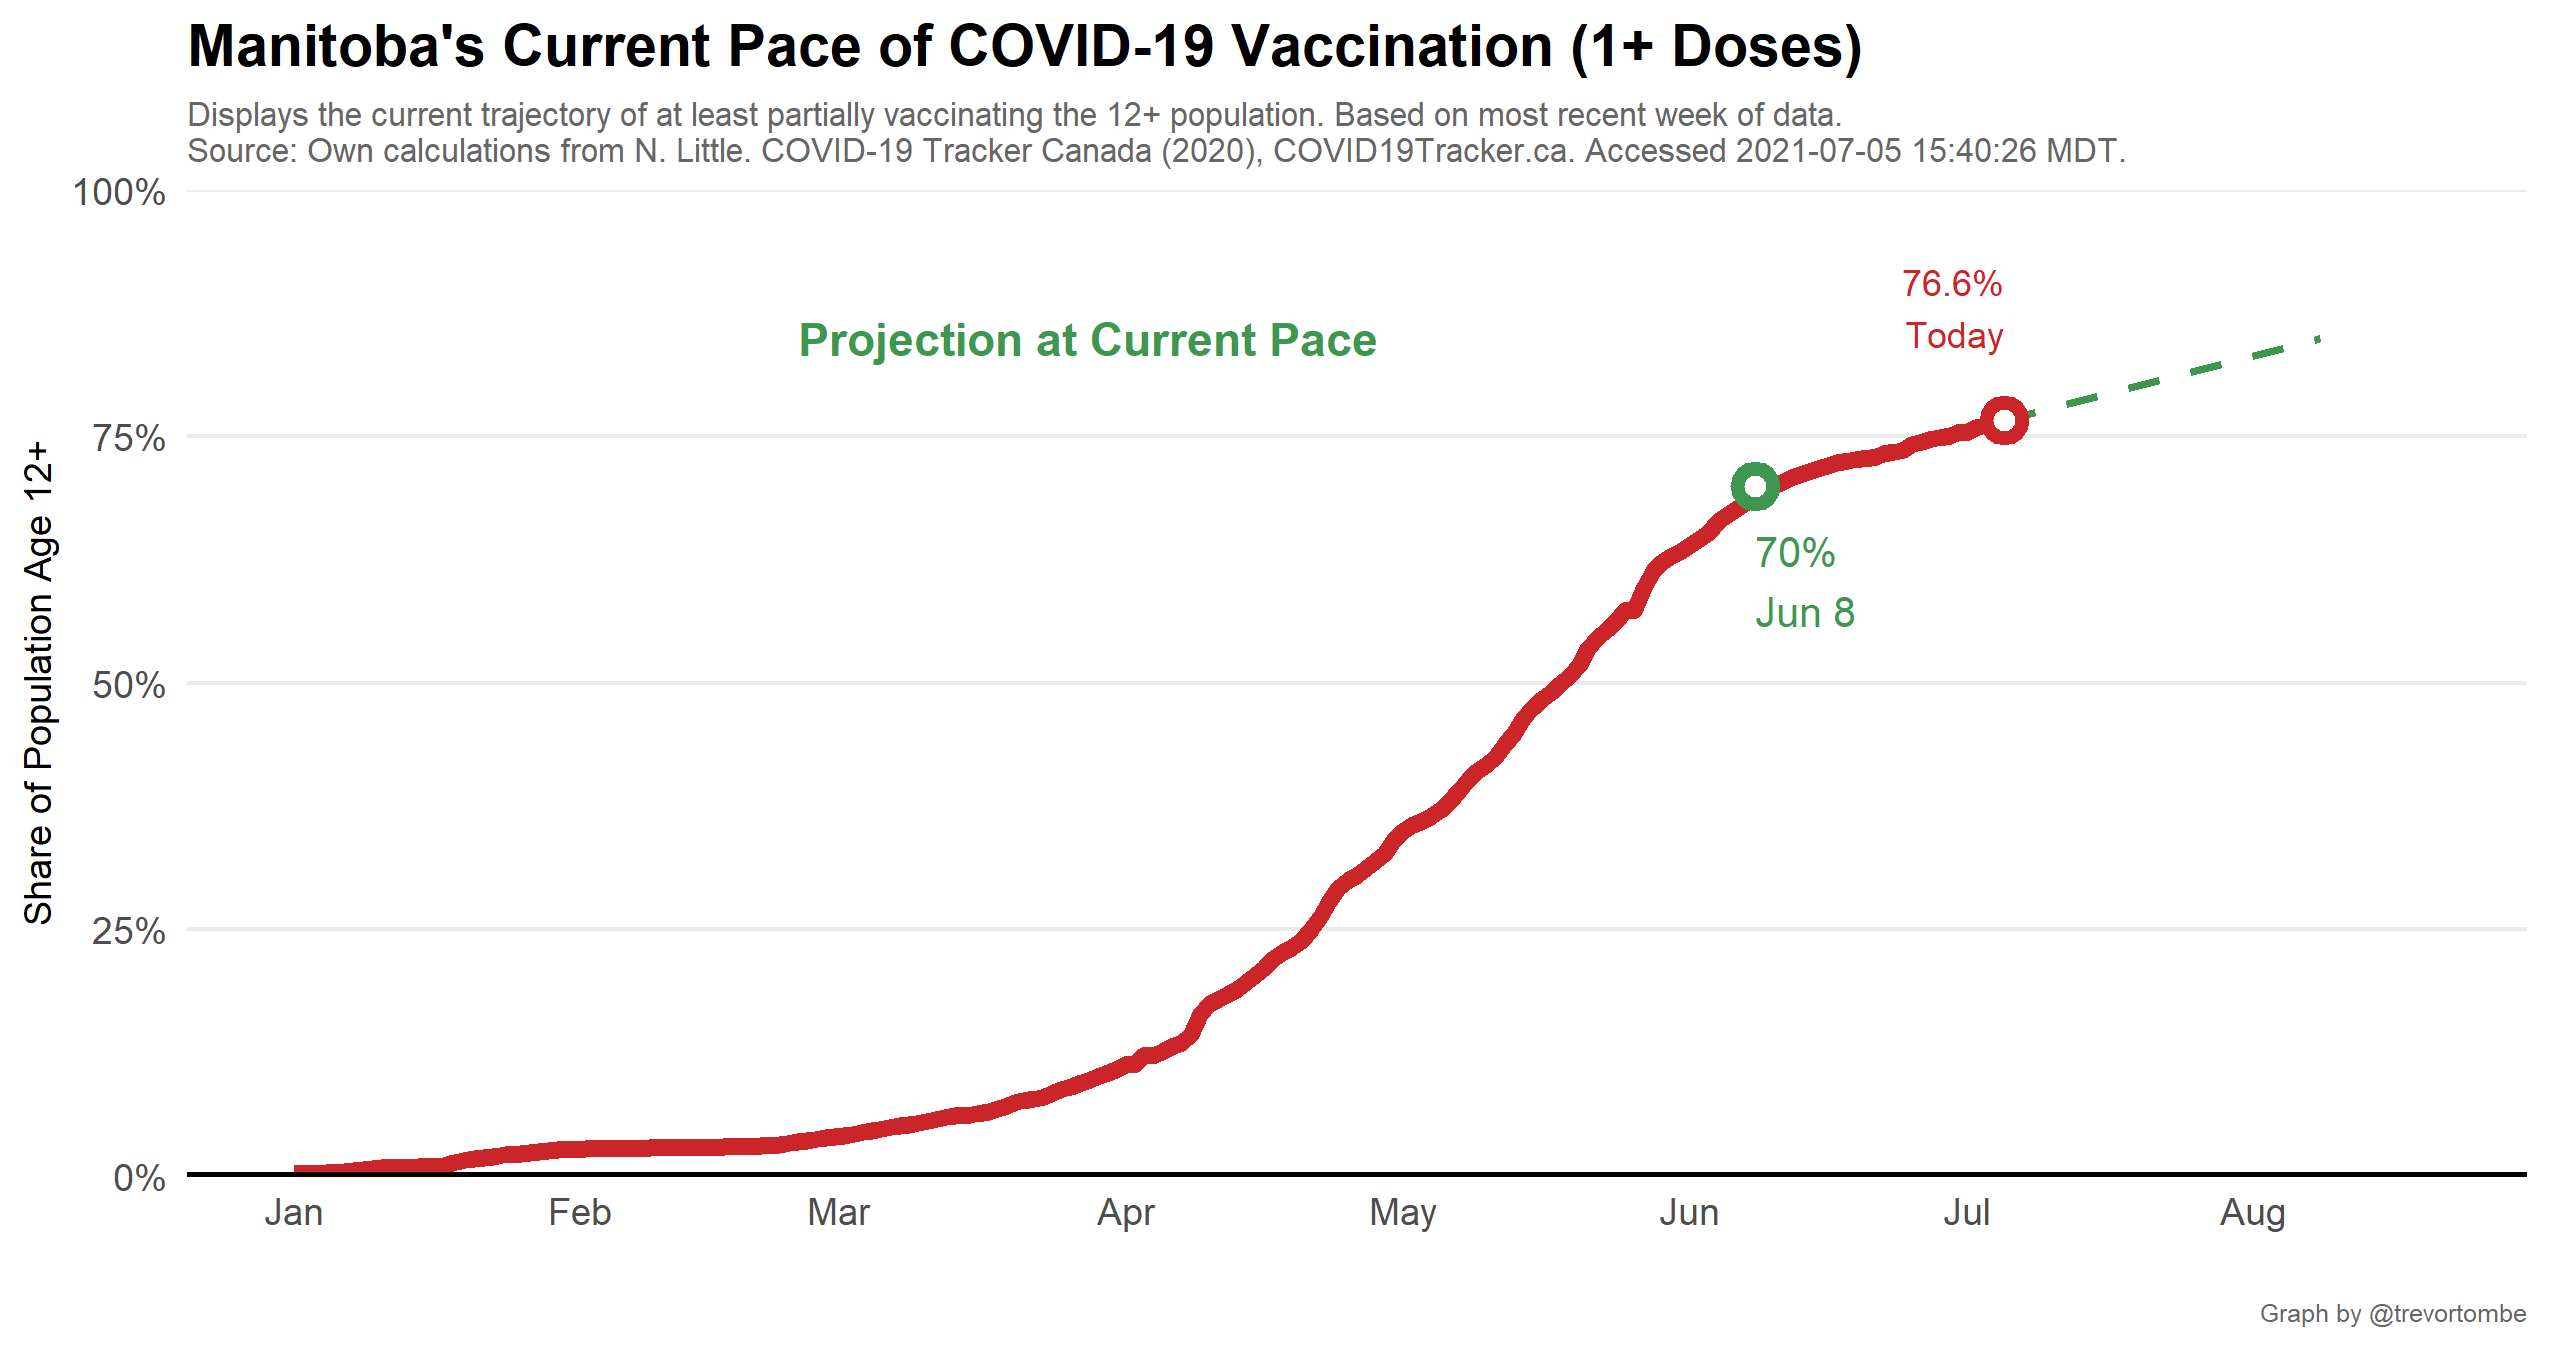 Manitoba's Current Pace of COVID-19 Vaccination (1+ Doses)
Displays the current trajectory of at least partially vaccinating the 12+ population. Based on most recent week of data.
Source: Own calculations from N. Little. COVID-19 Tracker Canada (2020), COVID19Tracker.ca. Accessed 2021-07-05 15:40:26 MDT.
Share of Population Age 12+
100%
75%
50%
25%
0%
Projection at Current Pace
76.6%
Today
70%
Jun 8
Jan Feb Mar Apr May Jun Jul Aug
Graph by @trevortombe